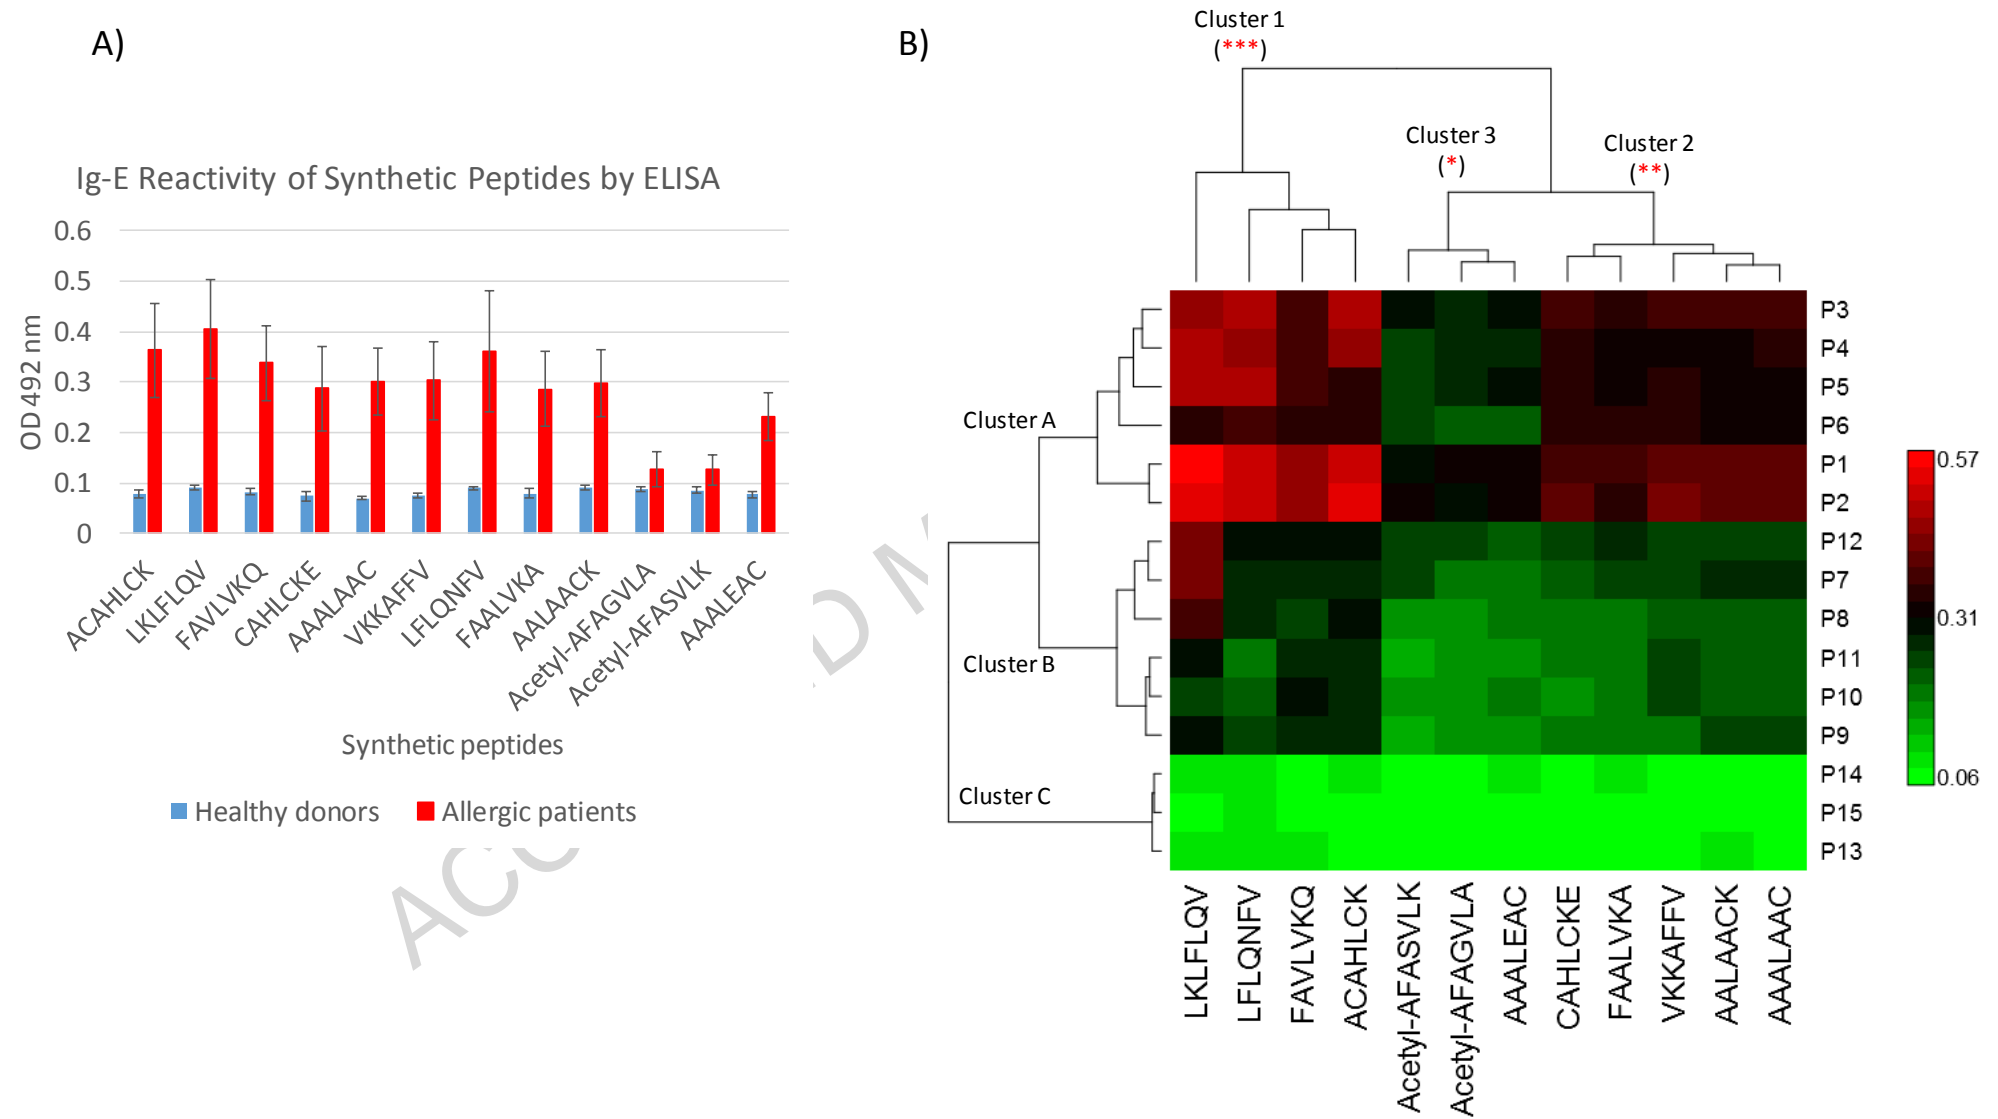 A)
Ig-E Reactivity of Synthetic Peptides by ELISA
OD 492 nm
0.6
0.5
0.4
0.3
0.2
0.1
0
ACAHLCK
LKLFLQV
FAVLVKQ
CAHLCKE
AAALAAC
VKKAFFV
LFLQNFV
FAALVKA
AALAACK
Acetyl-AFAGVLA
Acetyl-AFASVLK
AAALEAC
Synthetic peptides
Healthy donors
Allergic patients
B)
Cluster 1
(***)
Cluster 3
(*)
Cluster 2
(**)
Cluster A
Cluster B
Cluster C
P3
P4
P5
P6
P1
P2
P12
P7
P8
P11
P10
P9
P14
P15
P13
LKLFLQV
LFLQNFV
FAVLVKQ
ACAHLCK
Acetyl-AFASVLK
Acetyl-AFAGVLA
AAALEAC
CAHLCKE
FAALVKA
VKKAFFV
AALAACK
AAALAAC
0.57
0.31
0.06